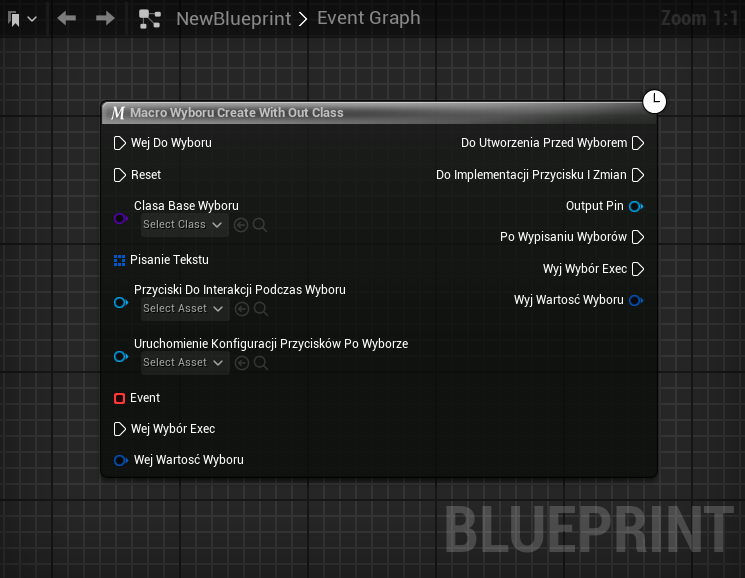 NewBlueprint > Event Graph
Zoom 1:1
Macro Wyboru Create With Out Class
Wej Do Wyboru
Do Utworzenia Przed Wyborem
Reset
Do Implementacji Przycisku I Zmian
Clasa Base Wyboru
Select Class
Output Pin
Po Wypisaniu Wyborów
Pisanie Tekstu
Wyj Wybór Exec
Przyciski Do Interakcji Podczas Wyboru
Select Asset
Wyj Wartosć Wyboru
Uruchomienie Konfiguracji Przycisków Po Wyborze
Select Asset
Event
Wej Wybór Exec
Wej Wartosć Wyboru
BLUEPRINT